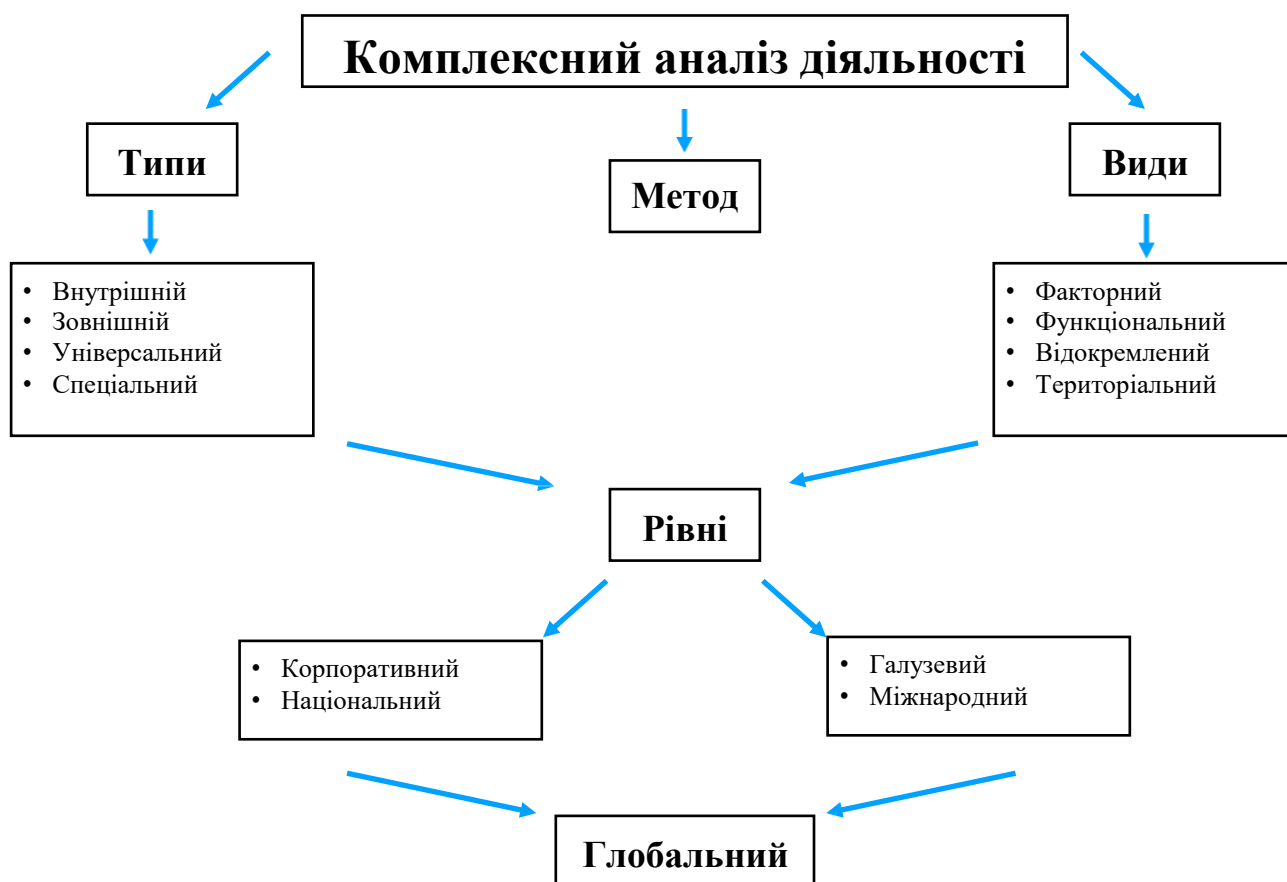 Комплексний аналіз діяльності
Типи
Метод
Види
• Внутрішній
• Зовнішній
• Універсальний
• Спеціальний
• Факторний
• Функціональний
• Відокремлений
• Територіальний
Рівні
• Корпоративний
• Національний
• Галузевий
• Міжнародний
Глобальний